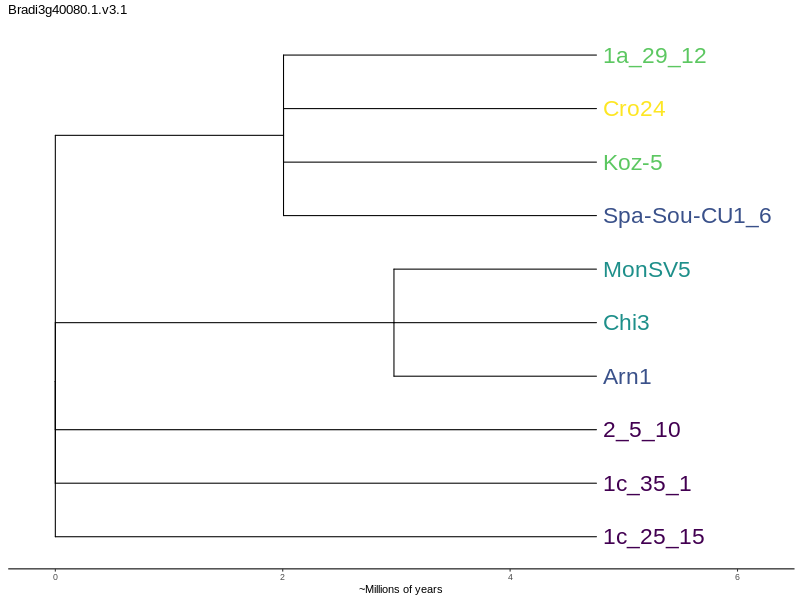 Bradi3g40080.1.v3.1
1a_29_12
Cro24
Koz-5
Spa-Sou-CU1_6
MonSV5
Chi3
Arn1
2_5_10
1c_35_1
1c_25_15
0 2 4 6
~Millions of years